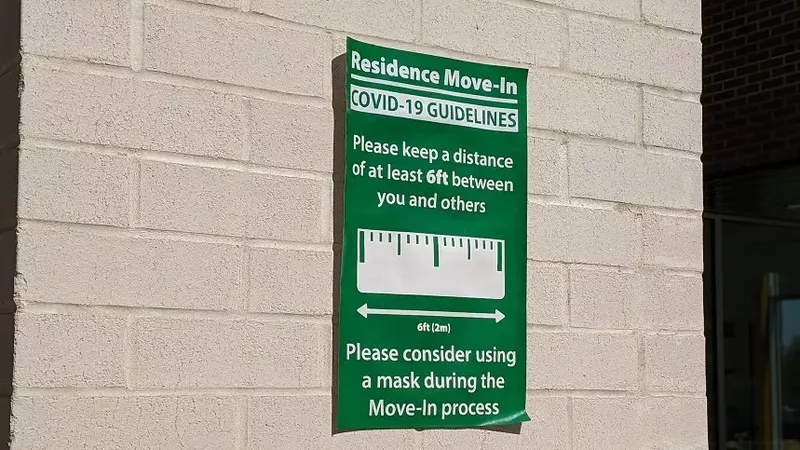 Residence Move-In
COVID-19 GUIDELINES
Please keep a distance
of at least 6ft between
you and others
6ft (2m)
Please consider using
a mask during the
Move-In process